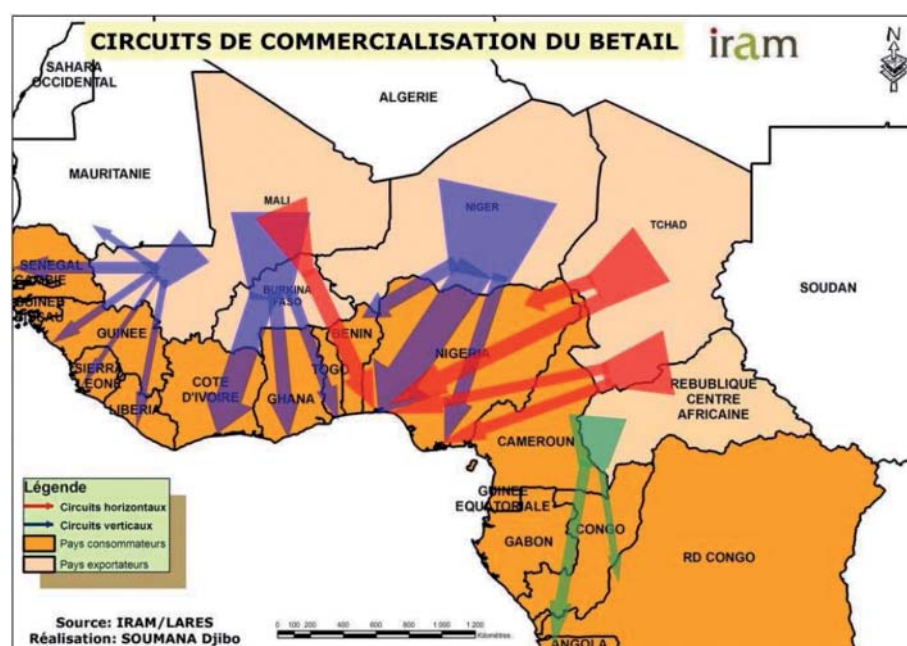 CIRCUITS DE COMMERCIALISATION DU BETAIL
iram
N
SAHARA
OCCIDENTAL
ALGERIE
MAURITANIE
MALI
NIGER
TCHAD
SOUDAN
SENEGAL
GAMBIE
GUINEE
BISSAU
BURKINA
FASO
BENIN
GUINEE
NIGERIA
SIERRA
LEONE
COTE
D'IVOIRE
TOGO
GHANA
LIBERIA
REBUBLIQUE
CENTRE
AFRICAINE
CAMEROUN
GUINEE
EQUATORIALE
CONGO
GABON
RD CONGO
ANGOLA
Légende
Circuits horizontaux
Circuits verticaux
Pays consommateurs
Pays exportateurs
Source: IRAM/LARES
Réalisation: SOUMANA Djibo
0 100 200 400 600 800 1 000 1 200
Kilomètres